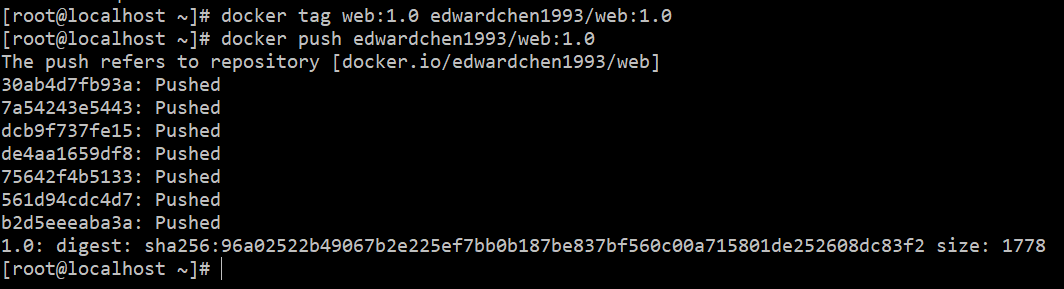 [root@localhost ~]# docker tag web:1.0 edwardchen1993/web:1.0
[root@localhost ~]# docker push edwardchen1993/web:1.0
The push refers to repository [docker.io/edwardchen1993/web]
30ab4d7fb93a: Pushed
7a54243e5443: Pushed
dcb9f737fe15: Pushed
de4aa1659df8: Pushed
75642f4b5133: Pushed
561d94cdc4d7: Pushed
b2d5eeeaba3a: Pushed
1.0: digest: sha256:96a02522b49067b2e225ef7bb0b187be837bf560c00a715801de252608dc83f2 size: 1778
[root@localhost ~]#